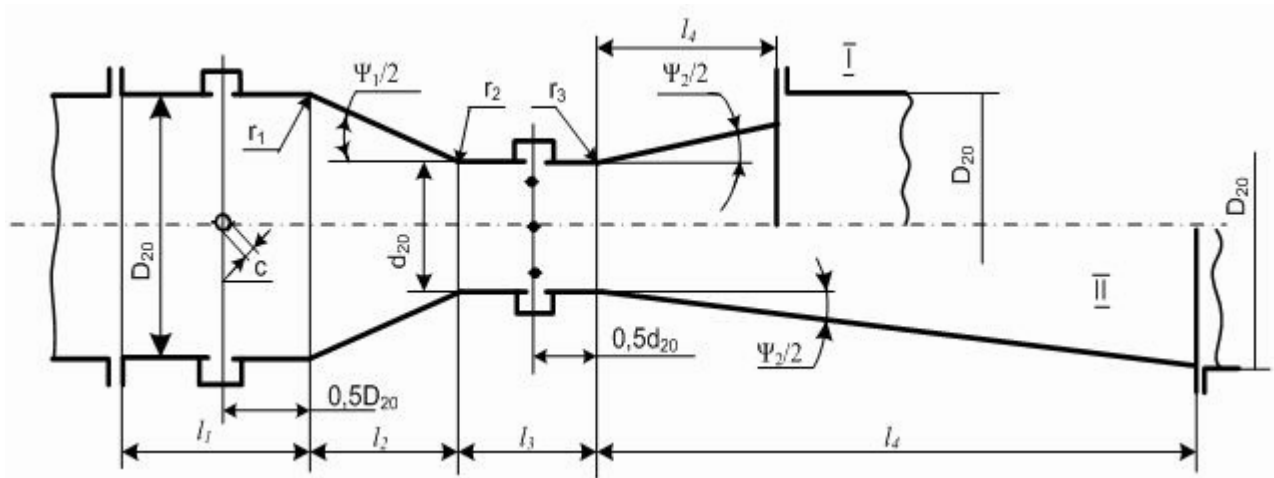 l₄
I
Ψ₁/2
r₂
r₃
Ψ₂/2
r₁
D₂₀
D₂₀
d₂₀
D₂₀
c
II
0,5d₂₀
Ψ₂/2
0,5D₂₀
l₁
l₂
l₃
l₄